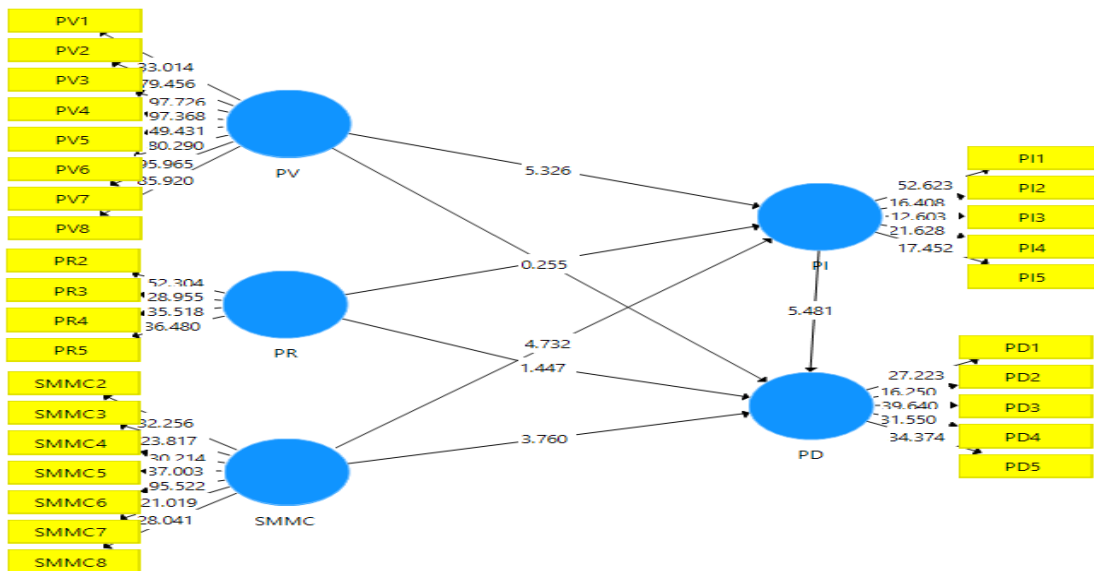 PV1
PV2
PV3
PV4
PV5
PV6
PV7
PV8
33.014
79.456
97.726
97.368
49.431
80.290
95.965
PV
PR2
PR3
PR4
PR5
52.304
28.955
35.518
36.480
PR
SMMC2
SMMC3
SMMC4
SMMC5
SMMC6
SMMC7
SMMC8
32.256
23.817
30.214
37.003
95.522
21.019
28.041
SMMC
5.326
0.255
4.732
1.447
3.760
5.481
PI
52.623
16.408
12.603
21.628
17.452
PI1
PI2
PI3
PI4
PI5
PD
27.223
16.250
39.640
31.550
34.374
PD1
PD2
PD3
PD4
PD5